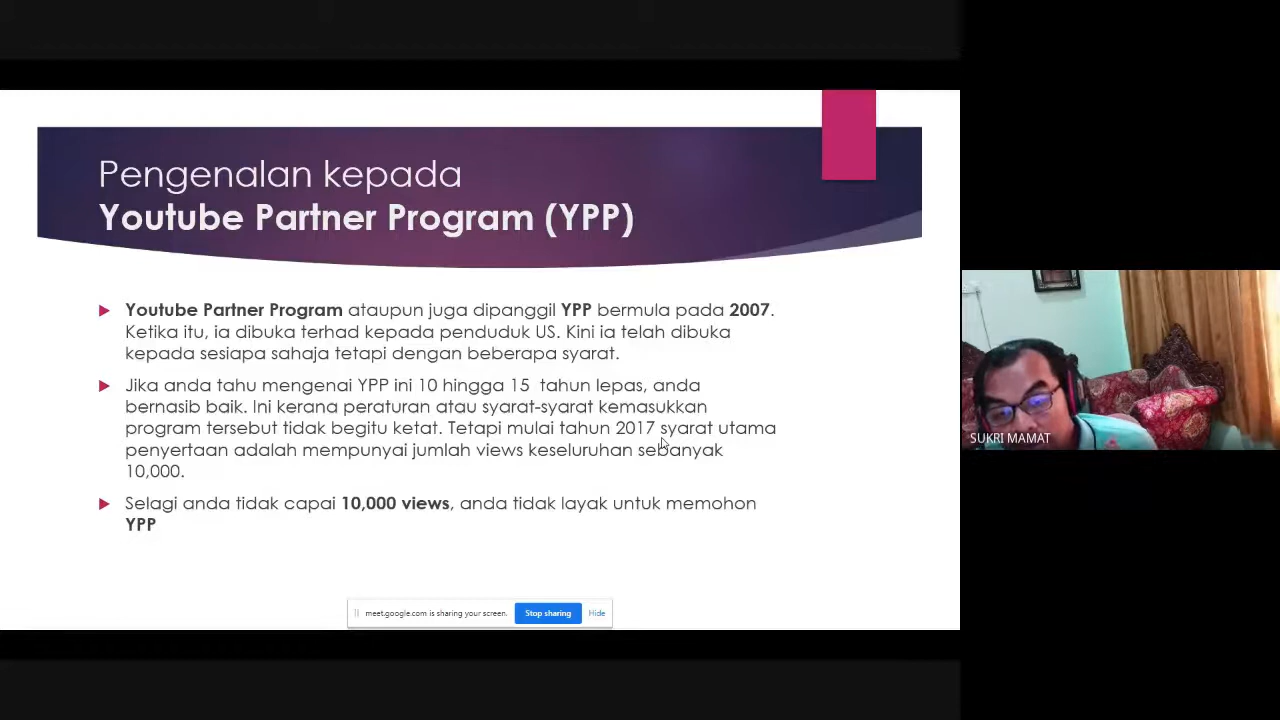 Pengenalan kepada
Youtube Partner Program (YPP)
Youtube Partner Program ataupun juga dipanggil YPP bermula pada 2007.
Ketika itu, ia dibuka terhad kepada penduduk US. Kini ia telah dibuka
kepada sesiapa sahaja tetapi dengan beberapa syarat.
Jika anda tahu mengenai YPP ini 10 hingga 15 tahun lepas, anda
bernasib baik. Ini kerana peraturan atau syarat-syarat kemasukkan
program tersebut tidak begitu ketat. Tetapi mulai tahun 2017 syarat utama
penyertaan adalah mempunyai jumlah views keseluruhan sebanyak
10,000.
Selagi anda tidak capai 10,000 views, anda tidak layak untuk memohon
YPP
meet.google.com is sharing your screen. Stop sharing Hide
SUKRI MAMAT